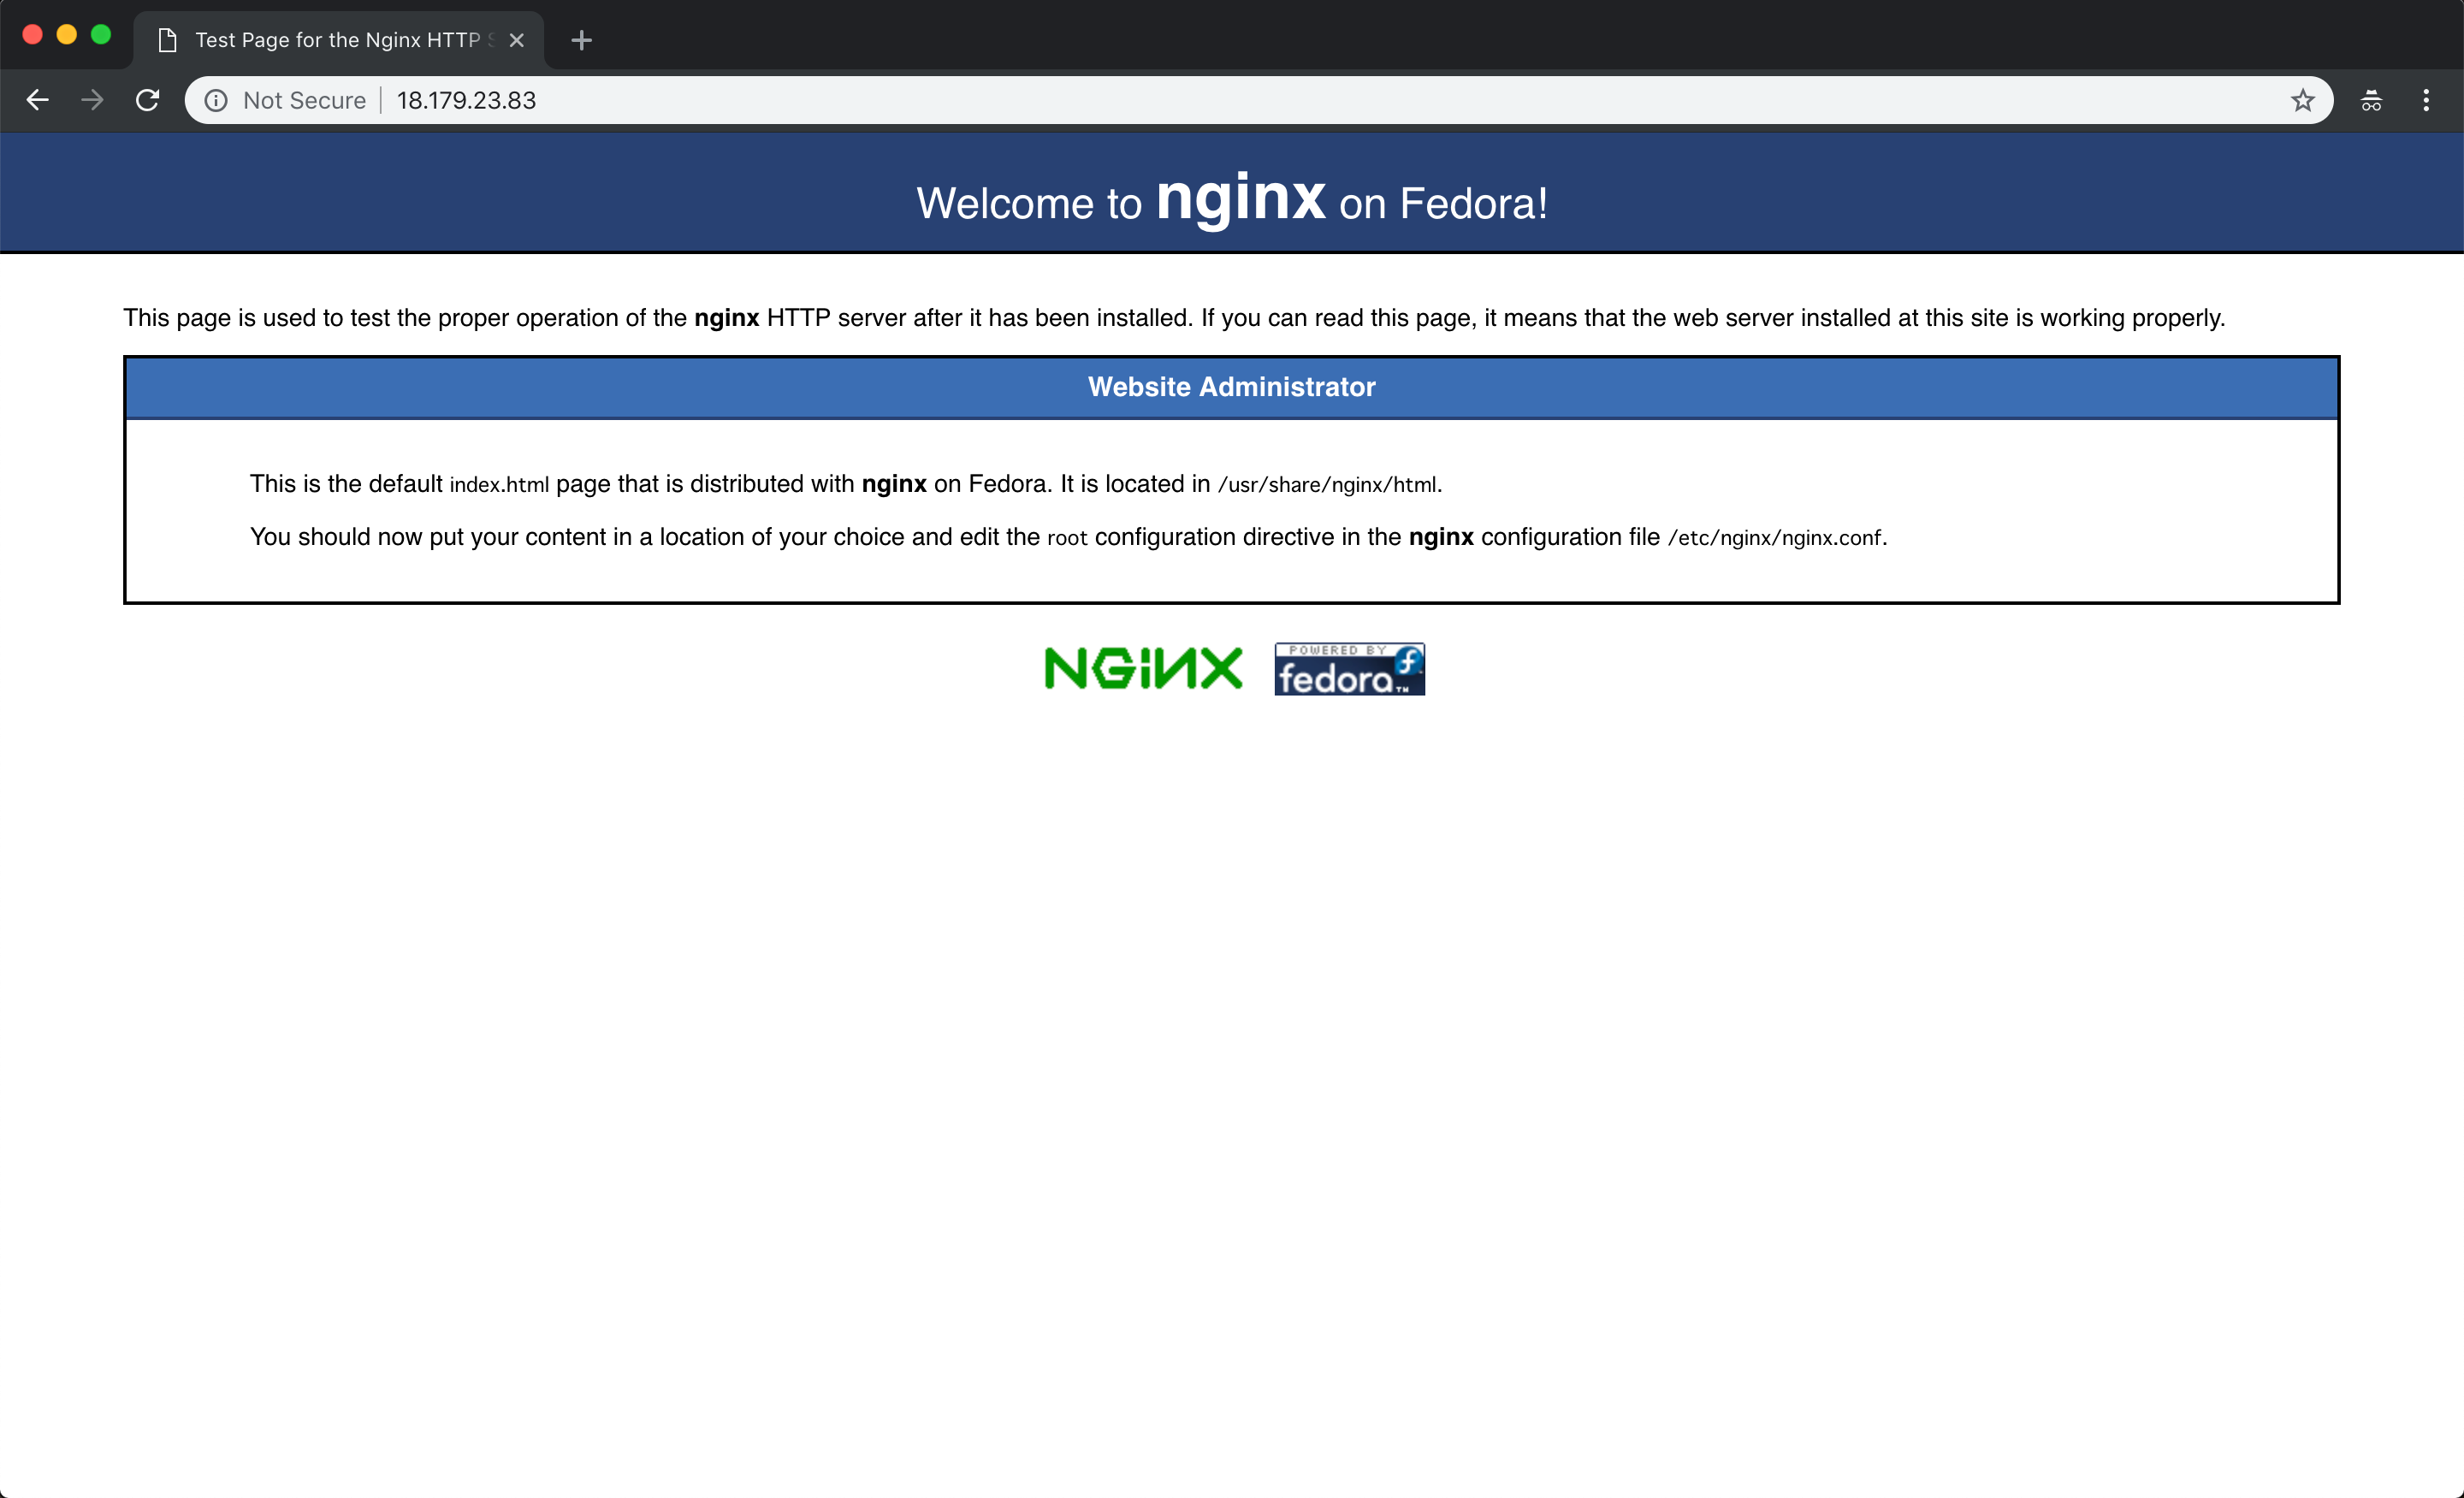 Test Page for the Nginx HTTP
Not Secure | 18.179.23.83
Welcome to nginx on Fedora!
This page is used to test the proper operation of the nginx HTTP server after it has been installed. If you can read this page, it means that the web server installed at this site is working properly.
Website Administrator
This is the default index.html page that is distributed with nginx on Fedora. It is located in /usr/share/nginx/html.
You should now put your content in a location of your choice and edit the root configuration directive in the nginx configuration file /etc/nginx/nginx.conf.
NGINX POWERED BY
fedora™